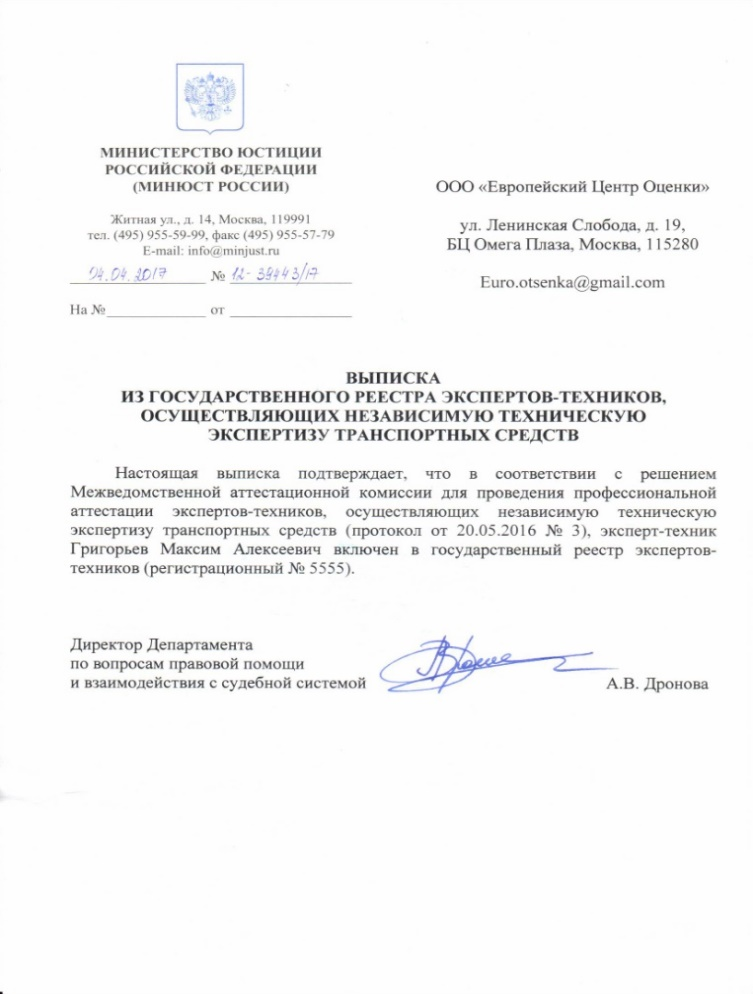 МИНИСТЕРСТВО ЮСТИЦИИ
РОССИЙСКОЙ ФЕДЕРАЦИИ
(МИНЮСТ РОССИИ)
Житная ул., д. 14, Москва, 119991
тел. (495) 955-59-99, факс (495) 955-57-79
E-mail: info@minjust.ru
04.04.2017 № 12-39443/17
На № от
ООО «Европейский Центр Оценки»
ул. Ленинская Слобода, д. 19,
БЦ Омега Плаза, Москва, 115280
Euro.otsenka@gmail.com
ВЫПИСКА
ИЗ ГОСУДАРСТВЕННОГО РЕЕСТРА ЭКСПЕРТОВ-ТЕХНИКОВ,
ОСУЩЕСТВЛЯЮЩИХ НЕЗАВИСИМУЮ ТЕХНИЧЕСКУЮ
ЭКСПЕРТИЗУ ТРАНСПОРТНЫХ СРЕДСТВ
Настоящая выписка подтверждает, что в соответствии с решением
Межведомственной аттестационной комиссии для проведения профессиональной
аттестации экспертов-техников, осуществляющих независимую техническую
экспертизу транспортных средств (протокол от 20.05.2016 № 3), эксперт-техник
Григорьев Максим Алексеевич включен в государственный реестр экспертов-
техников (регистрационный № 5555).
Директор Департамента
по вопросам правовой помощи
и взаимодействия с судебной системой
А.В. Дронова